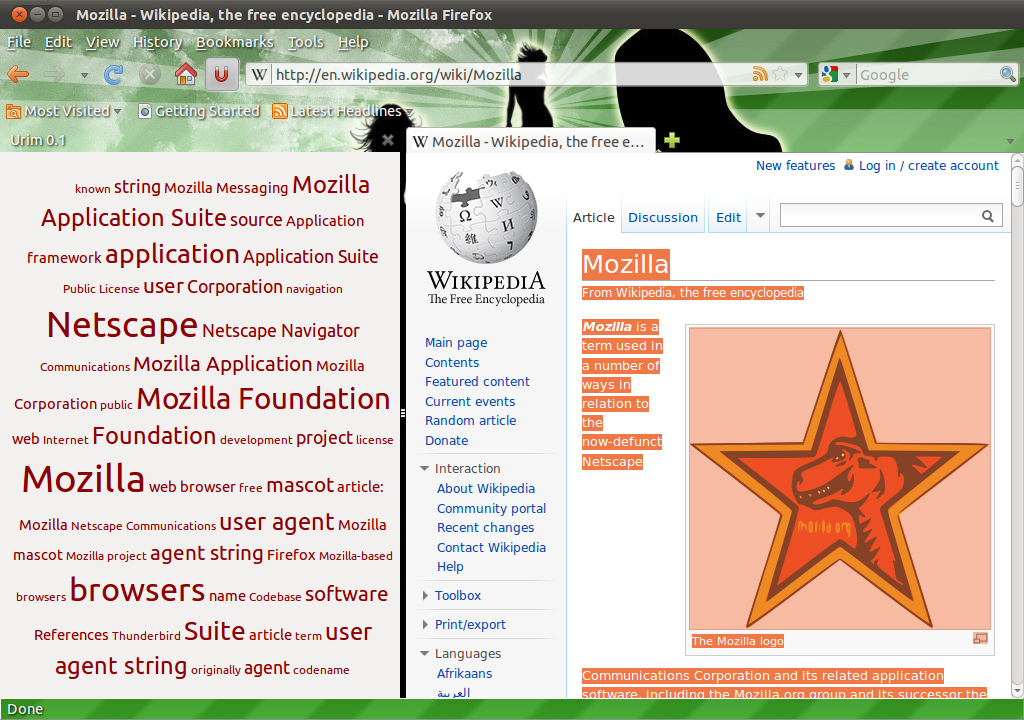 Mozilla - Wikipedia, the free encyclopedia - Mozilla Firefox
File Edit View History Bookmarks Tools Help
W http://en.wikipedia.org/wiki/Mozilla Google
Most Visited Getting Started Latest Headlines
Urim 0.1
W Mozilla - Wikipedia, the free e...
known string Mozilla Messaging Mozilla
Application Suite source Application
framework application Application Suite
Public License user Corporation navigation
Netscape Netscape Navigator
Communications Mozilla Application Mozilla
Corporation public Mozilla Foundation
web Internet Foundation development project license
Mozilla web browser free mascot article:
Mozilla Netscape Communications user agent Mozilla
mascot Mozilla project agent string Firefox Mozilla-based
browsers browsers name Codebase software
References Thunderbird Suite article term user
agent string originally agent codename
Ω W И 維
WIKIPEDIA
The Free Encyclopedia
Main page
Contents
Featured content
Current events
Random article
Donate
Interaction
About Wikipedia
Community portal
Recent changes
Contact Wikipedia
Help
Toolbox
Print/export
Languages
Afrikaans
العربية
New features Log in / create account
Article Discussion Edit
Mozilla
From Wikipedia, the free encyclopedia
Mozilla is a
term used in
a number of
ways in
relation to
the
now-defunct
Netscape
mozilla.org
The Mozilla logo
Communications Corporation and its related application
software, including the Mozilla.org group and its successor the
Done